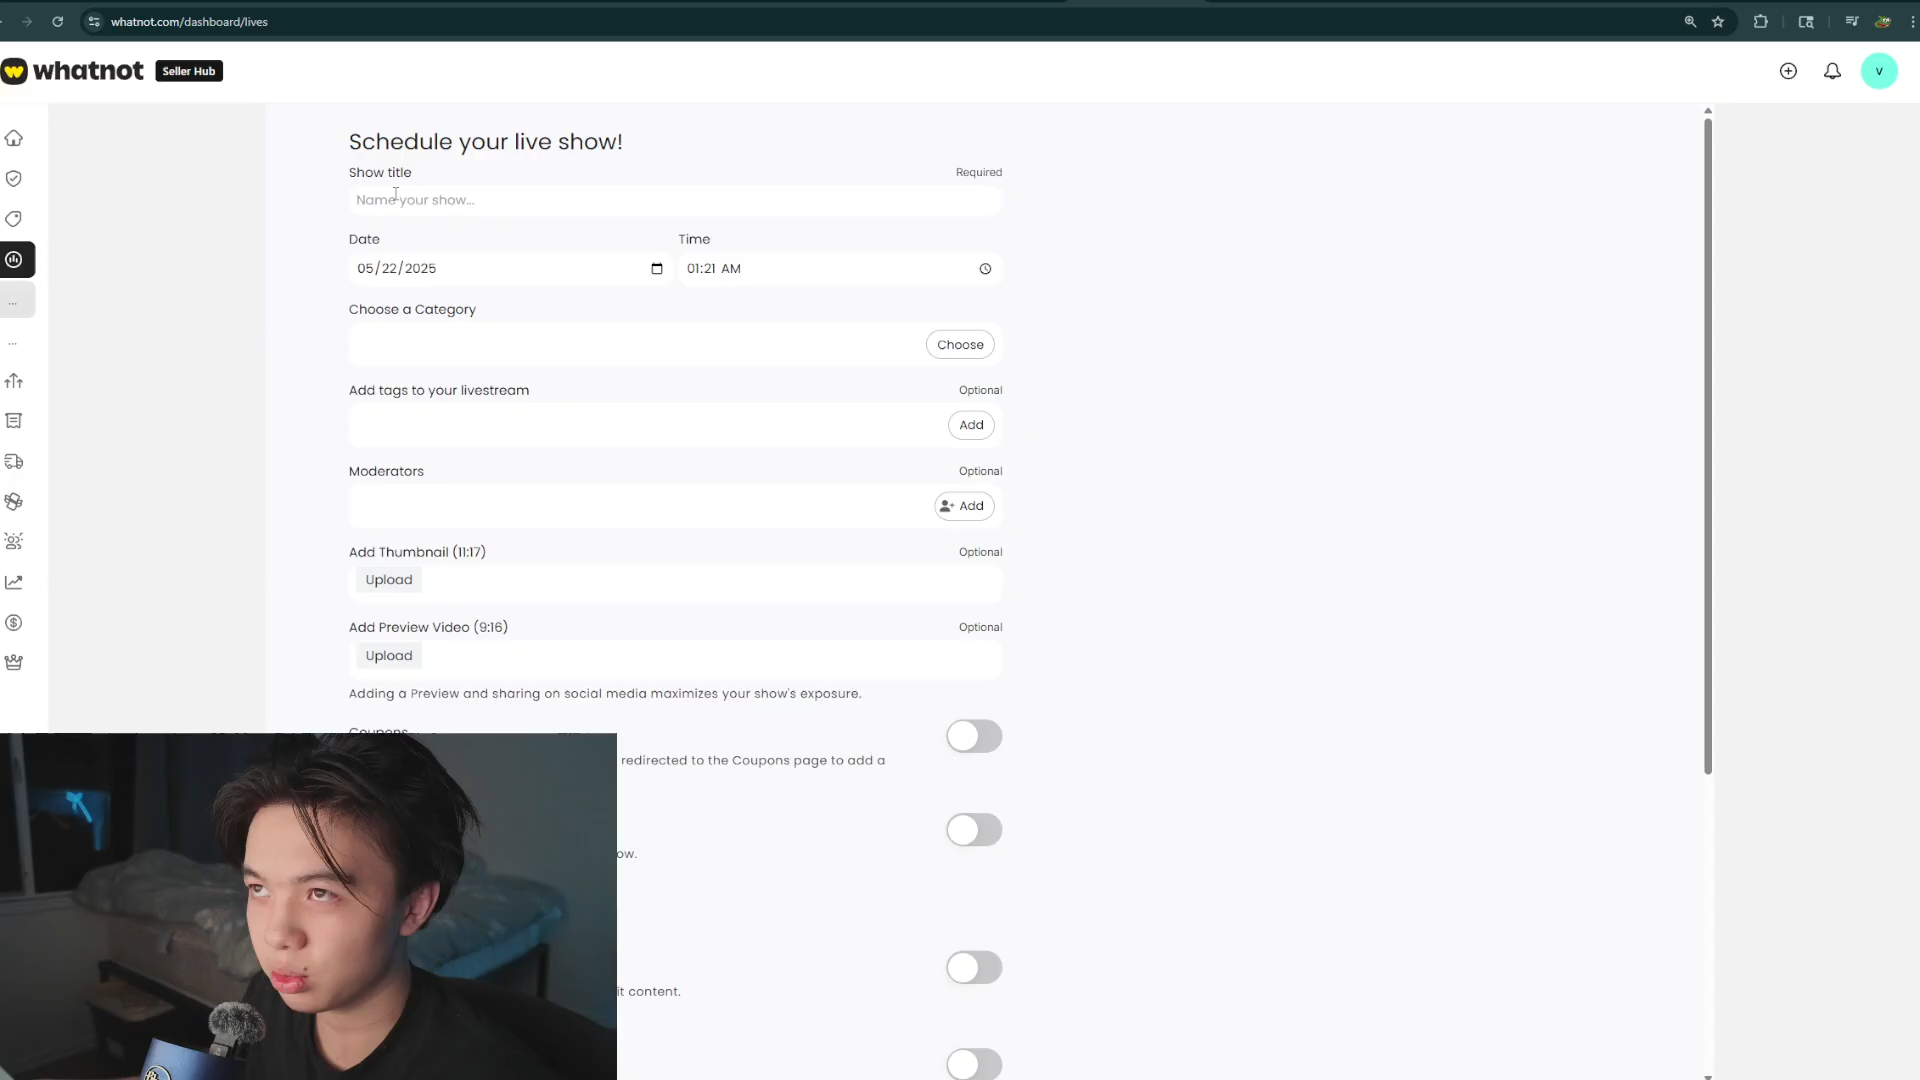 whatnot.com/dashboard/lives
whatnot Seller Hub
V
Schedule your live show!
Show title Required
Name your show...
Date Time
05/22/2025 01:21 AM
Choose a Category
Choose
Add tags to your livestream Optional
Add
Moderators Optional
Add
Add Thumbnail (11:17) Optional
Upload
Add Preview Video (9:16) Optional
Upload
Adding a Preview and sharing on social media maximizes your show's exposure.
Coupons
redirected to the Coupons page to add a
ow.
it content.